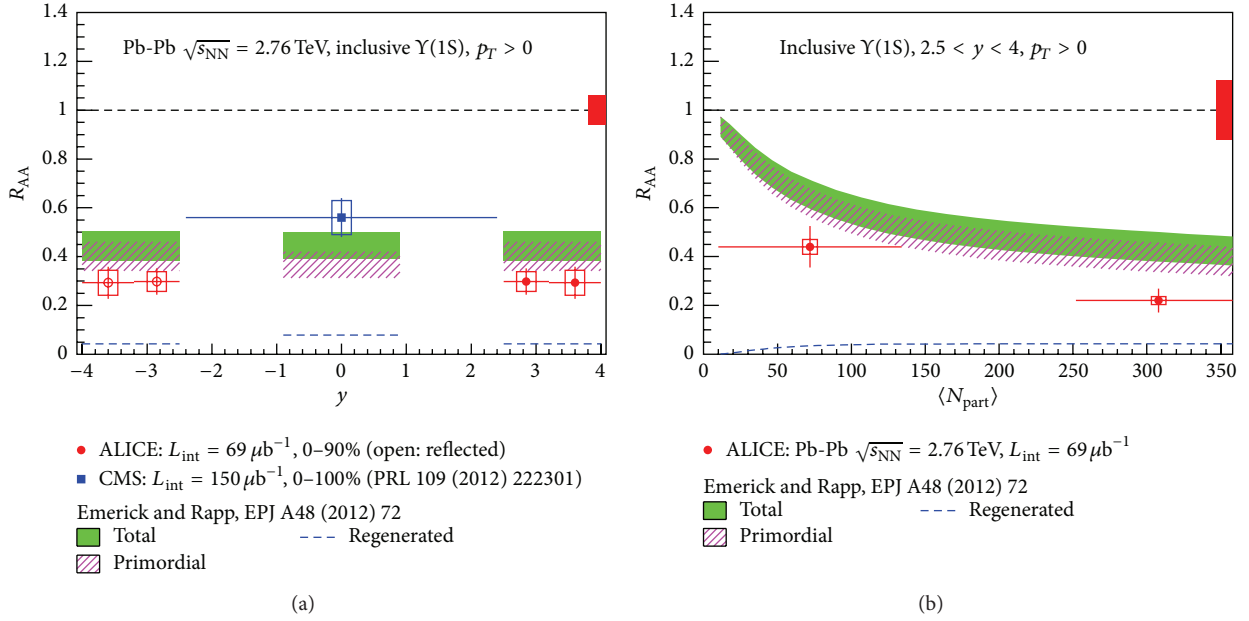 1.4
1.2
1
0.8
0.6
0.4
0.2
0
R_AA
Pb-Pb √s_NN = 2.76 TeV, inclusive Υ(1S), p_T > 0
−4 −3 −2 −1 0 1 2 3 4
y
ALICE: L_int = 69 μb⁻¹, 0–90% (open: reflected)
CMS: L_int = 150 μb⁻¹, 0–100% (PRL 109 (2012) 222301)
Emerick and Rapp, EPJ A48 (2012) 72
Total Regenerated
Primordial
(a)
1.4
1.2
1
0.8
0.6
0.4
0.2
0
R_AA
Inclusive Υ(1S), 2.5 < y < 4, p_T > 0
0 50 100 150 200 250 300 350
⟨N_part⟩
ALICE: Pb-Pb √s_NN = 2.76 TeV, L_int = 69 μb⁻¹
Emerick and Rapp, EPJ A48 (2012) 72
Total Regenerated
Primordial
(b)